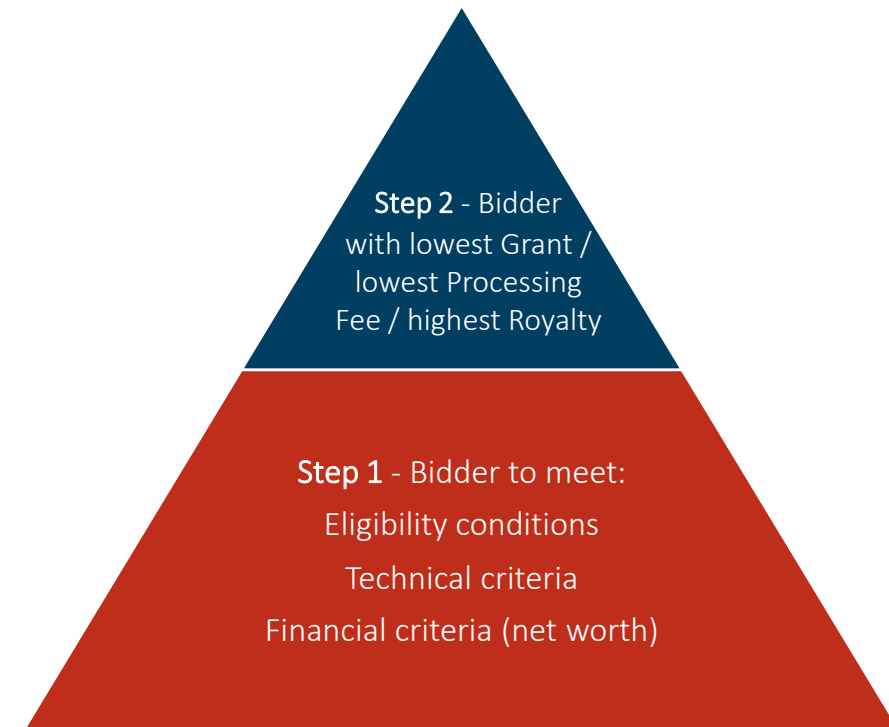 Step 2 - Bidder
with lowest Grant /
lowest Processing
Fee / highest Royalty
Step 1 - Bidder to meet:
Eligibility conditions
Technical criteria
Financial criteria (net worth)